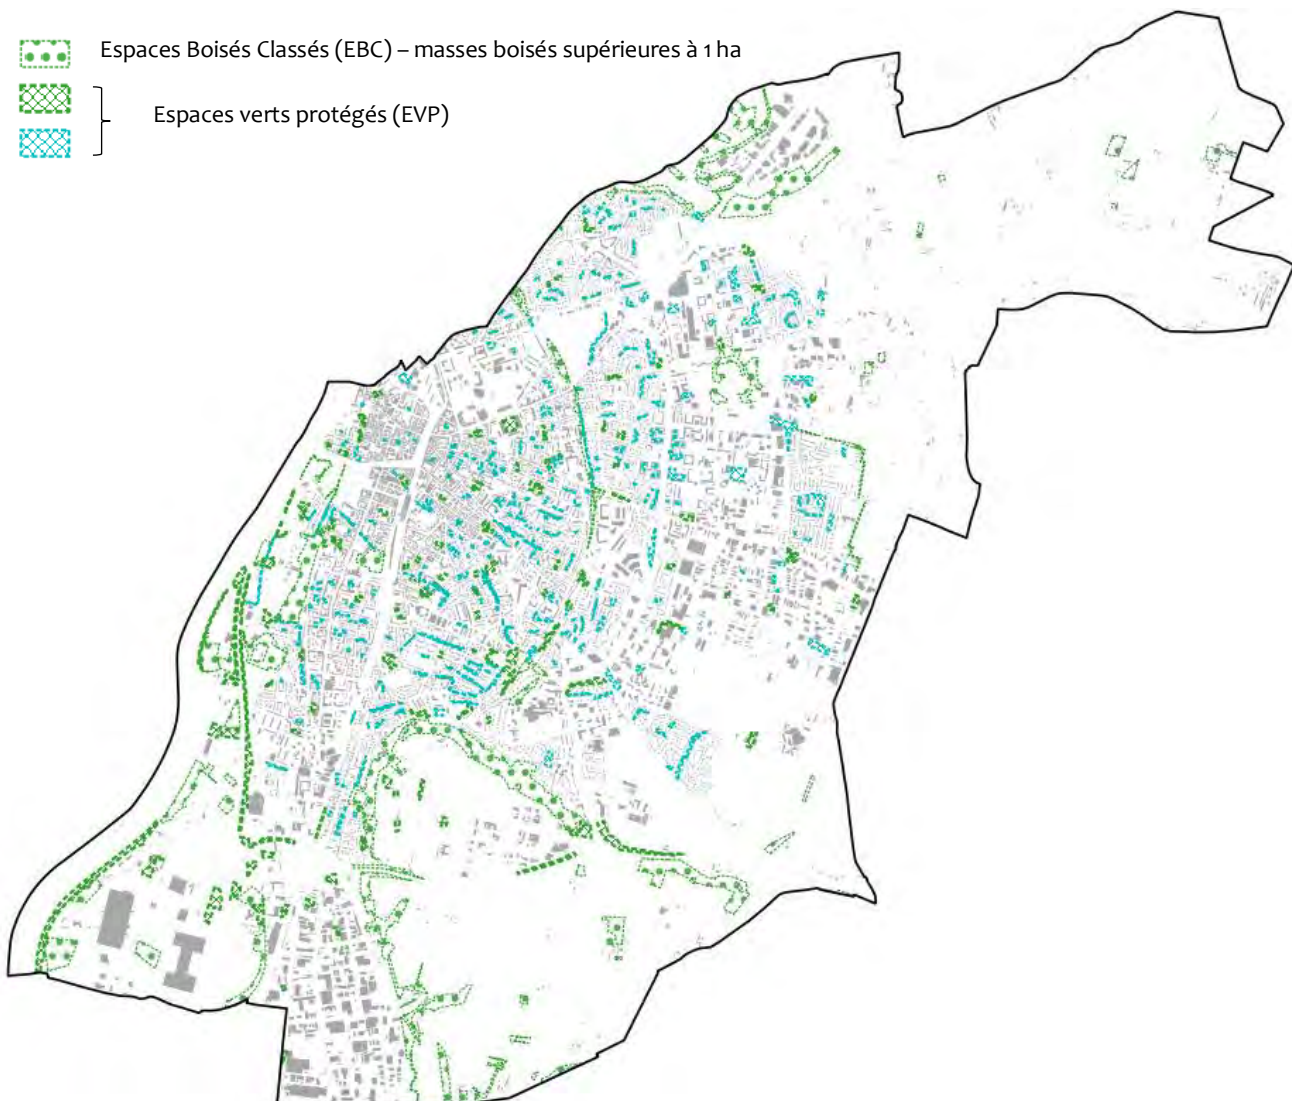 Espaces Boisés Classés (EBC) – masses boisés supérieures à 1 ha
Espaces verts protégés (EVP)